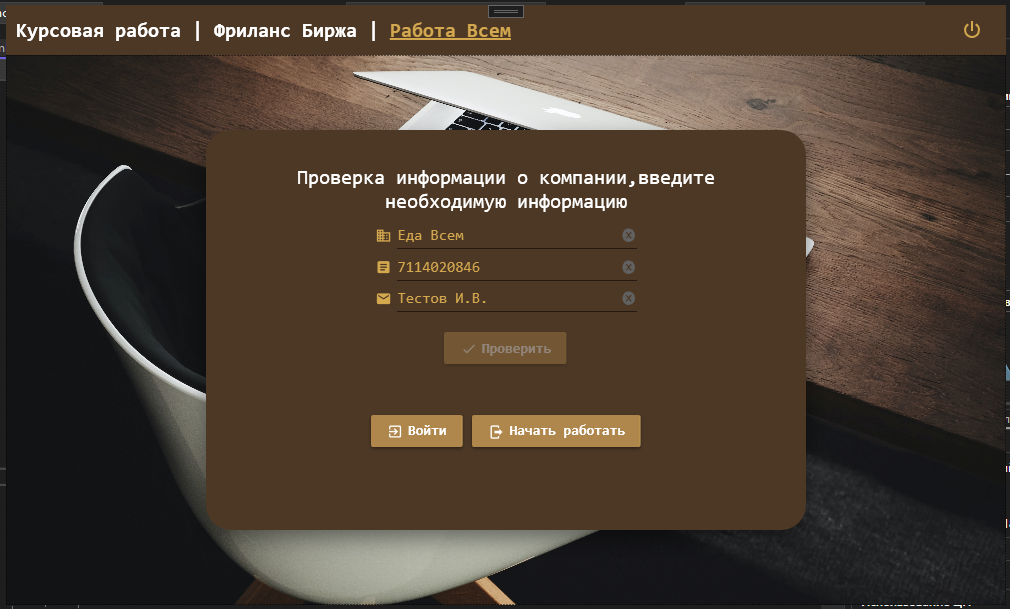 Курсовая работа | Фриланс Биржа | Работа Всем
Проверка информации о компании,введите
необходимую информацию
Еда Всем
7114020846
Тестов И.В.
Проверить
Войти
Начать работать